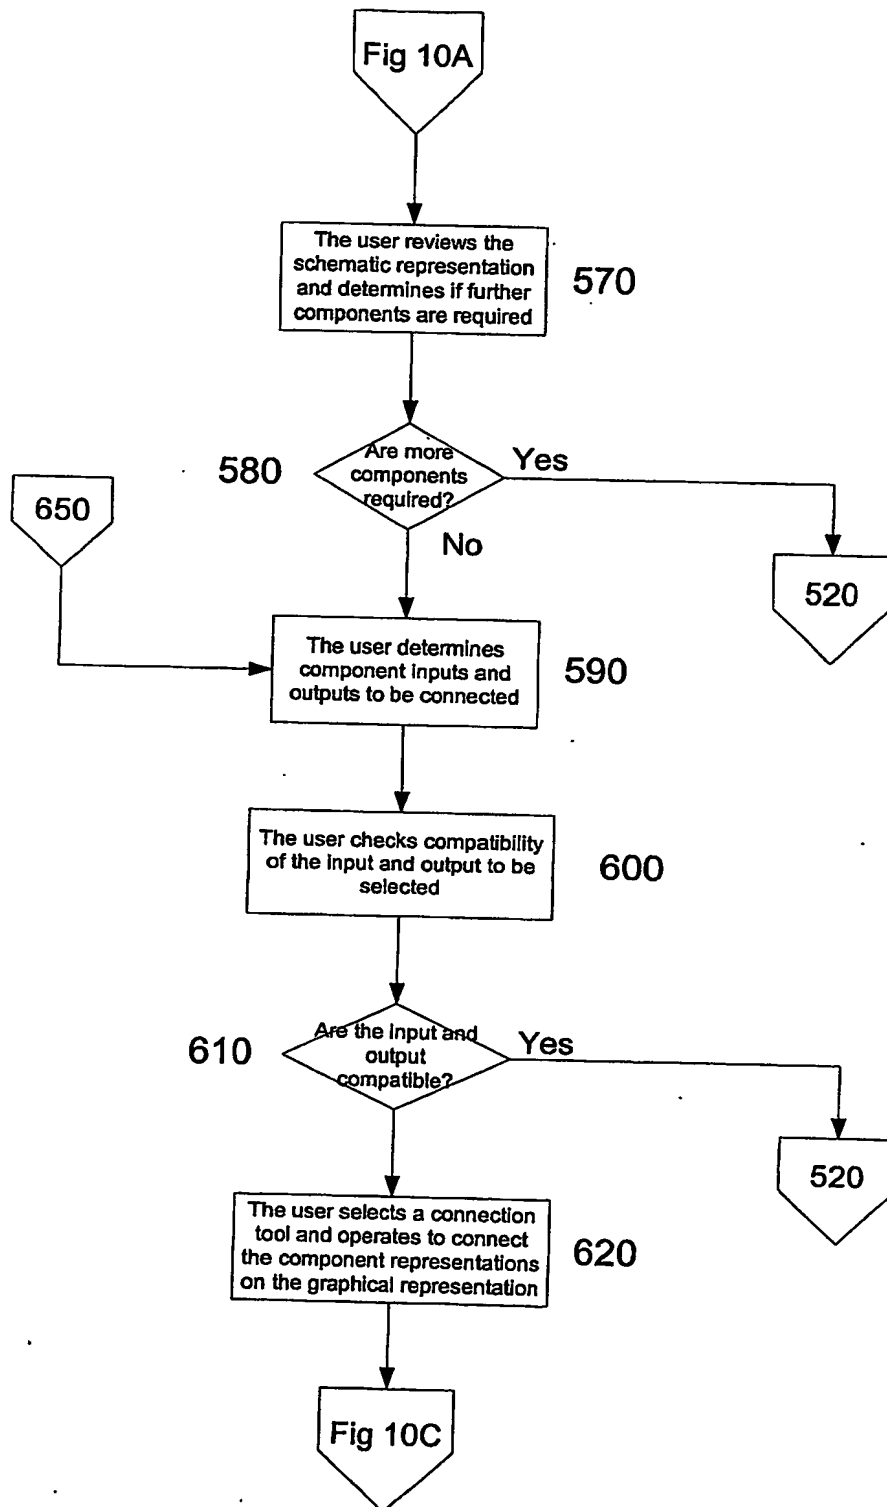 Fig 10A
The user reviews the
schematic representation
and determines if further
components are required
570
580
Are more
components
required?
Yes
No
650
520
The user determines
component inputs and
outputs to be connected
590
The user checks compatibility
of the input and output to be
selected
600
610
Are the input and
output
compatible?
Yes
520
The user selects a connection
tool and operates to connect
the component representations
on the graphical representation
620
Fig 10C